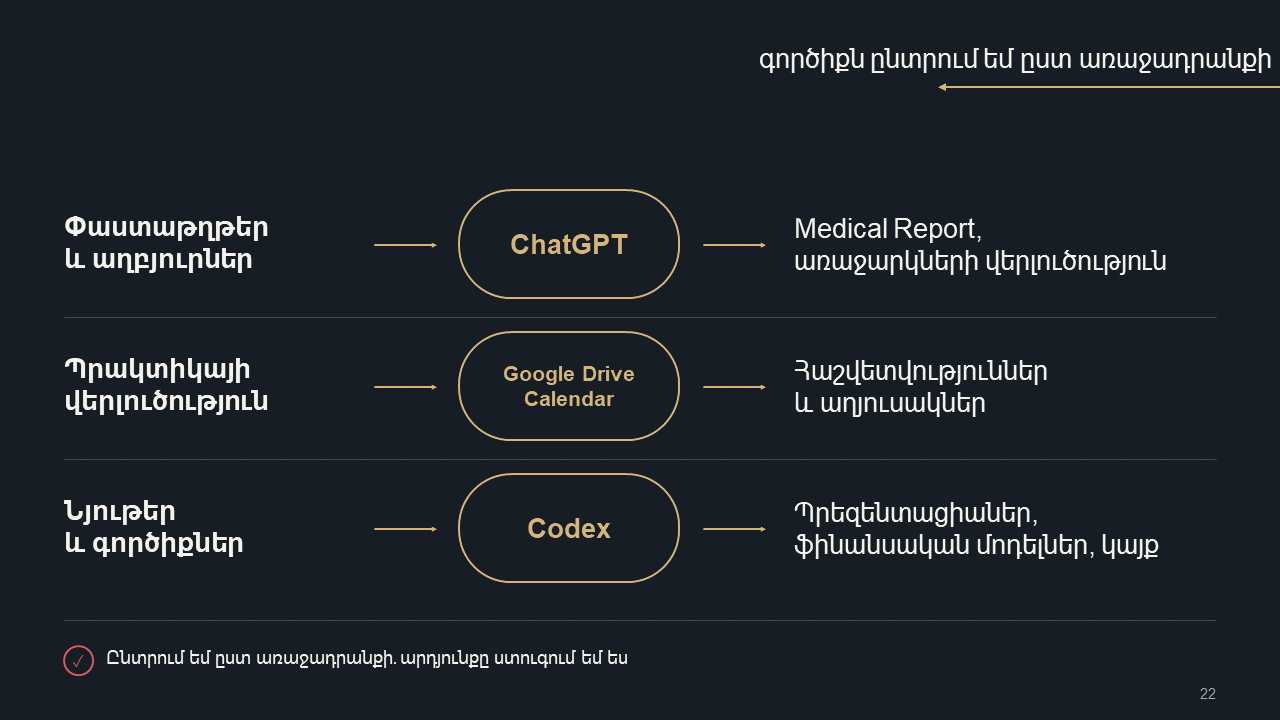 գործիքն ընտրում եմ ըստ առաջադրանքի
Փաստաթղթեր
և աղբյուրներ
ChatGPT
Medical Report,
առաջարկների վերլուծություն
Պրակտիկայի
վերլուծություն
Google Drive
Calendar
Հաշվետվություններ
և աղյուսակներ
Նյութեր
և գործիքներ
Codex
Պրեզենտացիաներ,
ֆինանսական մոդելներ, կայք
✓ Ընտրում եմ ըստ առաջադրանքի. արդյունքը ստուգում եմ ես
22